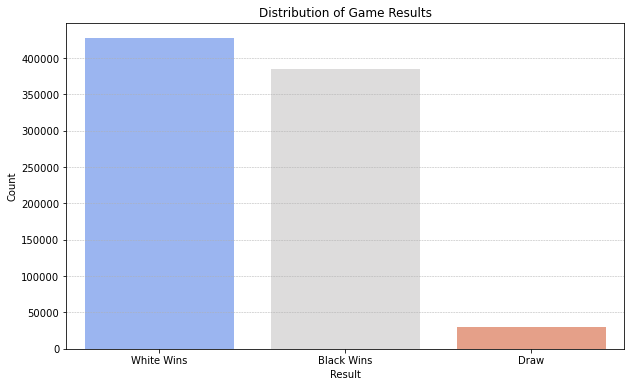 Distribution of Game Results
Count
400000
350000
300000
250000
200000
150000
100000
50000
0
White Wins
Black Wins
Draw
Result